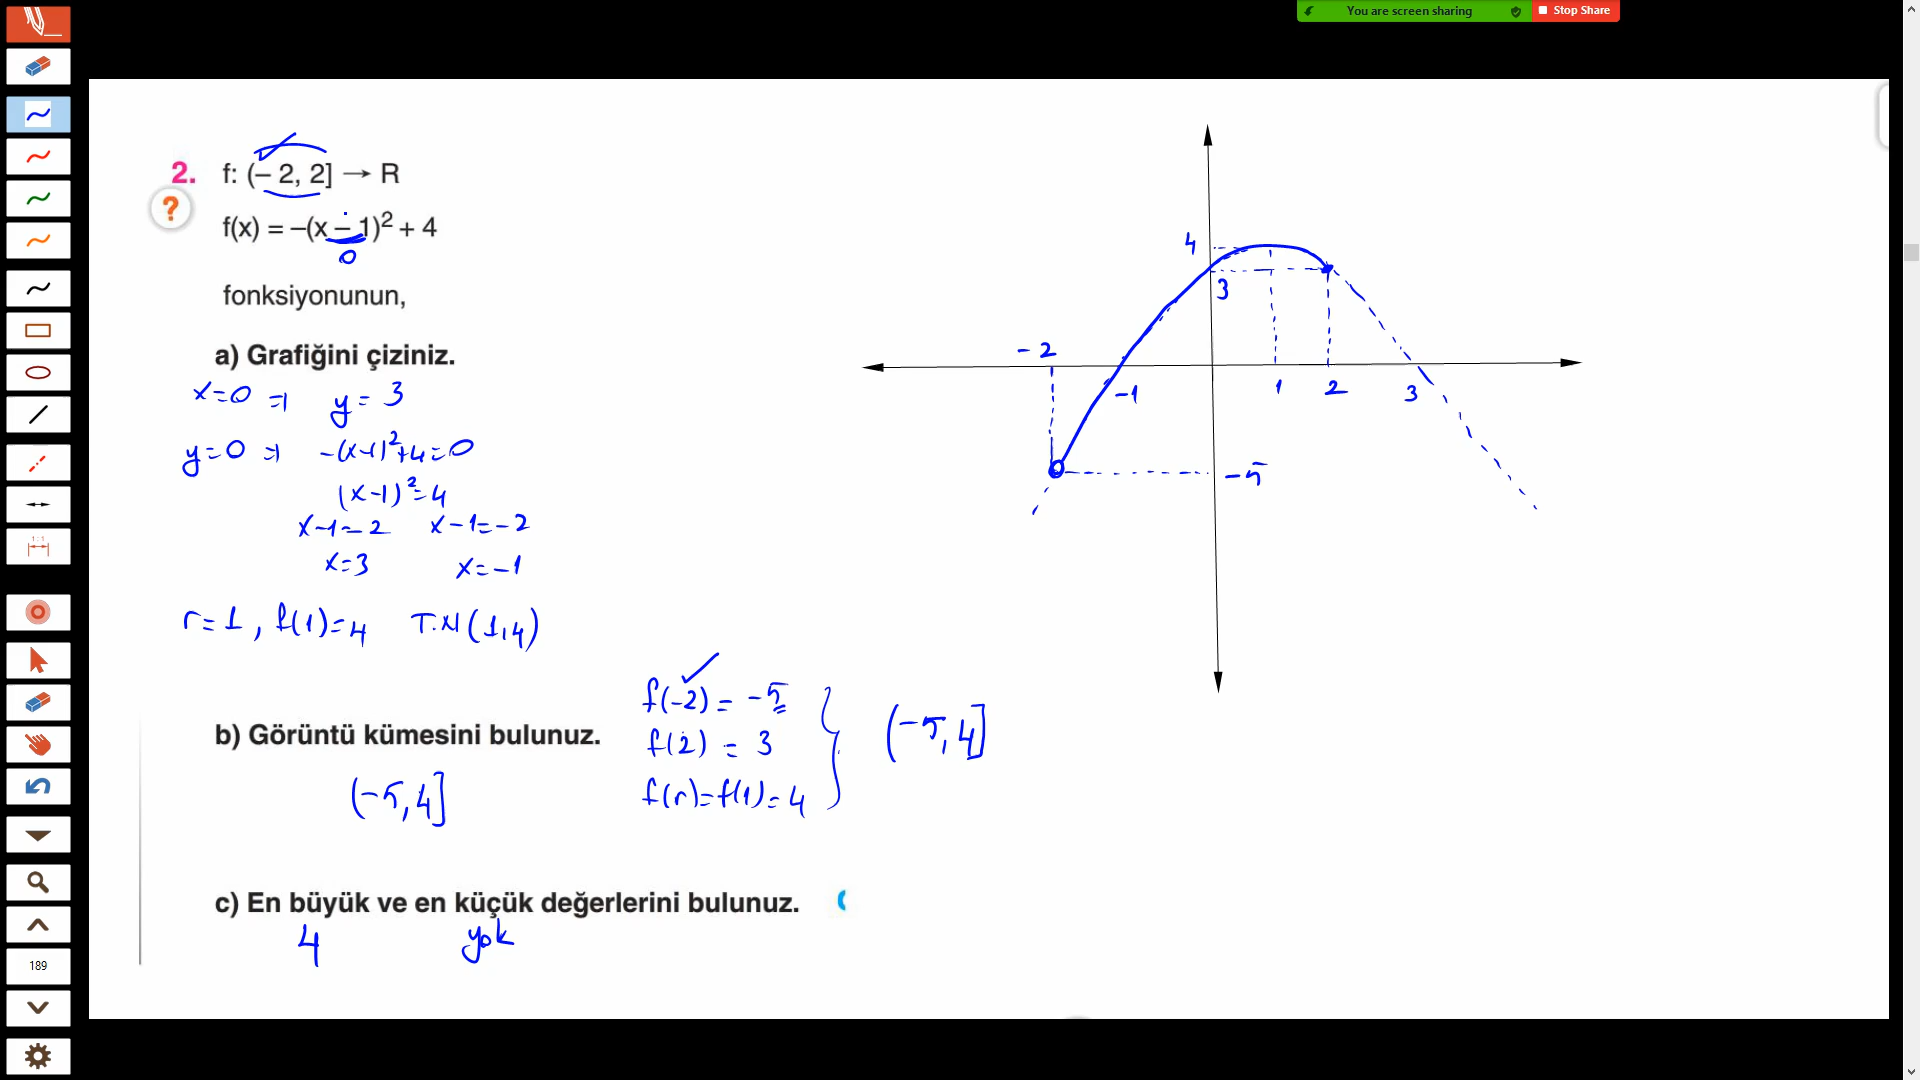 You are screen sharing
Stop Share
2. f: (– 2, 2] → R
f(x) = –(x – 1)² + 4
0
fonksiyonunun,
a) Grafiğini çiziniz.
x=0 ⇒ y = 3
y=0 ⇒ -(x-1)²+4=0
(x-1)²=4
x-1=2 x-1=-2
x=3 x=-1
r=1, f(1)=4 T.N(1,4)
b) Görüntü kümesini bulunuz.
(-5,4]
f(-2) = -5
f(2) = 3
f(r)=f(1)=4
(-5,4]
c) En büyük ve en küçük değerlerini bulunuz.
4 yok
4
3
-2
-1 1 2 3
-5
1:1
189